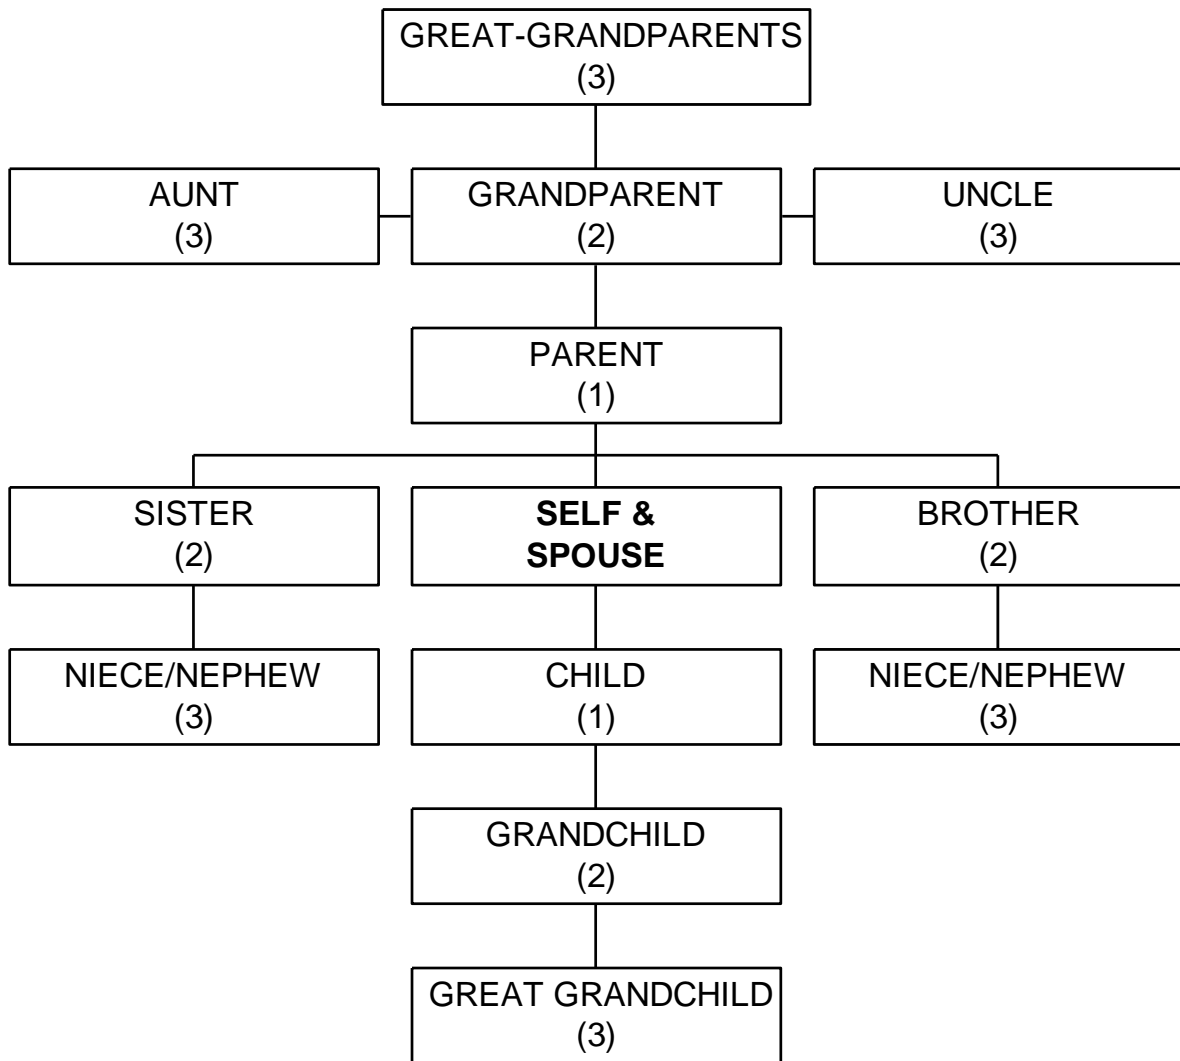 GREAT-GRANDPARENTS
(3)
AUNT
(3)
GRANDPARENT
(2)
UNCLE
(3)
PARENT
(1)
SISTER
(2)
SELF &
SPOUSE
BROTHER
(2)
NIECE/NEPHEW
(3)
CHILD
(1)
NIECE/NEPHEW
(3)
GRANDCHILD
(2)
GREAT GRANDCHILD
(3)